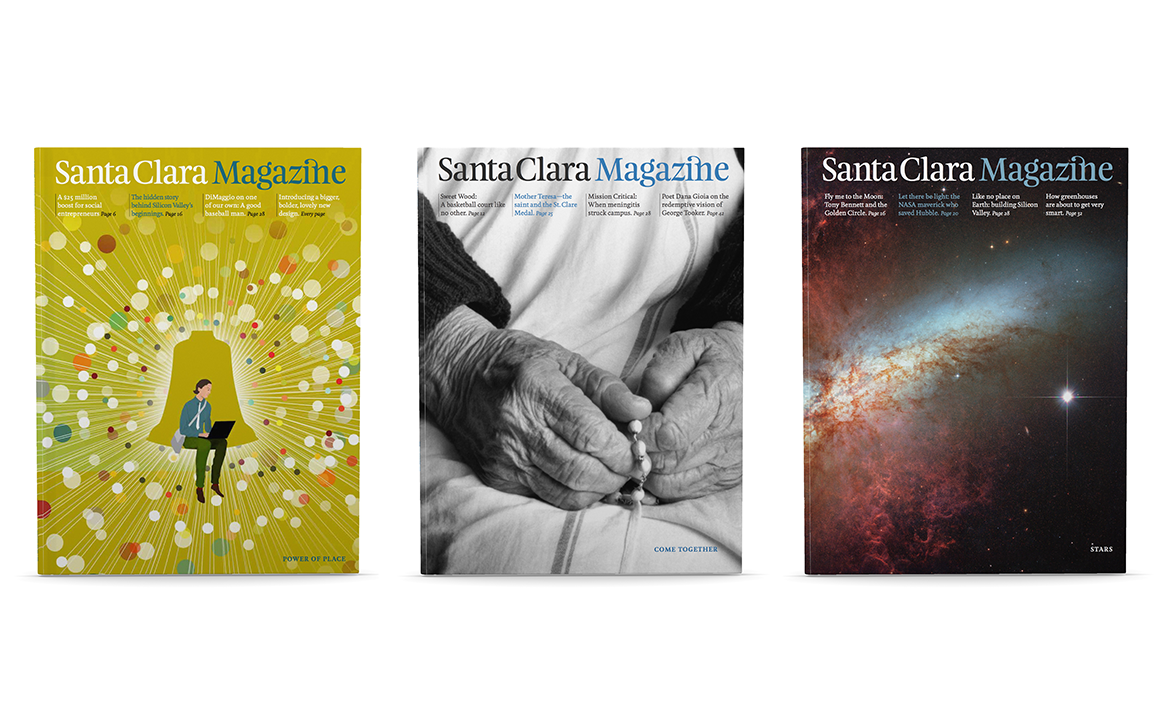 Santa Clara Magazine
A $25 million
boost for social
entrepreneurs Page 6
The hidden story
behind Silicon Valley's
beginnings. Page 16
DiMaggio on one
of our own: A good
baseball man. Page 28
Introducing a bigger,
bolder, lovely new
design. Every page
POWER OF PLACE
Santa Clara Magazine
Sweet Wood:
A basketball court like
no other. Page 12
Mother Teresa—the
saint and the St. Clare
Medal. Page 25
Mission Critical:
When meningitis
struck campus. Page 28
Poet Dana Gioia on the
redemptive vision of
George Tooker. Page 42
COME TOGETHER
Santa Clara Magazine
Fly me to the Moon:
Tony Bennett and the
Golden Circle. Page 16
Let there be light: the
NASA maverick who
saved Hubble. Page 20
Like no place on
Earth: building Silicon
Valley. Page 28
How greenhouses
are about to get very
smart. Page 32
STARS